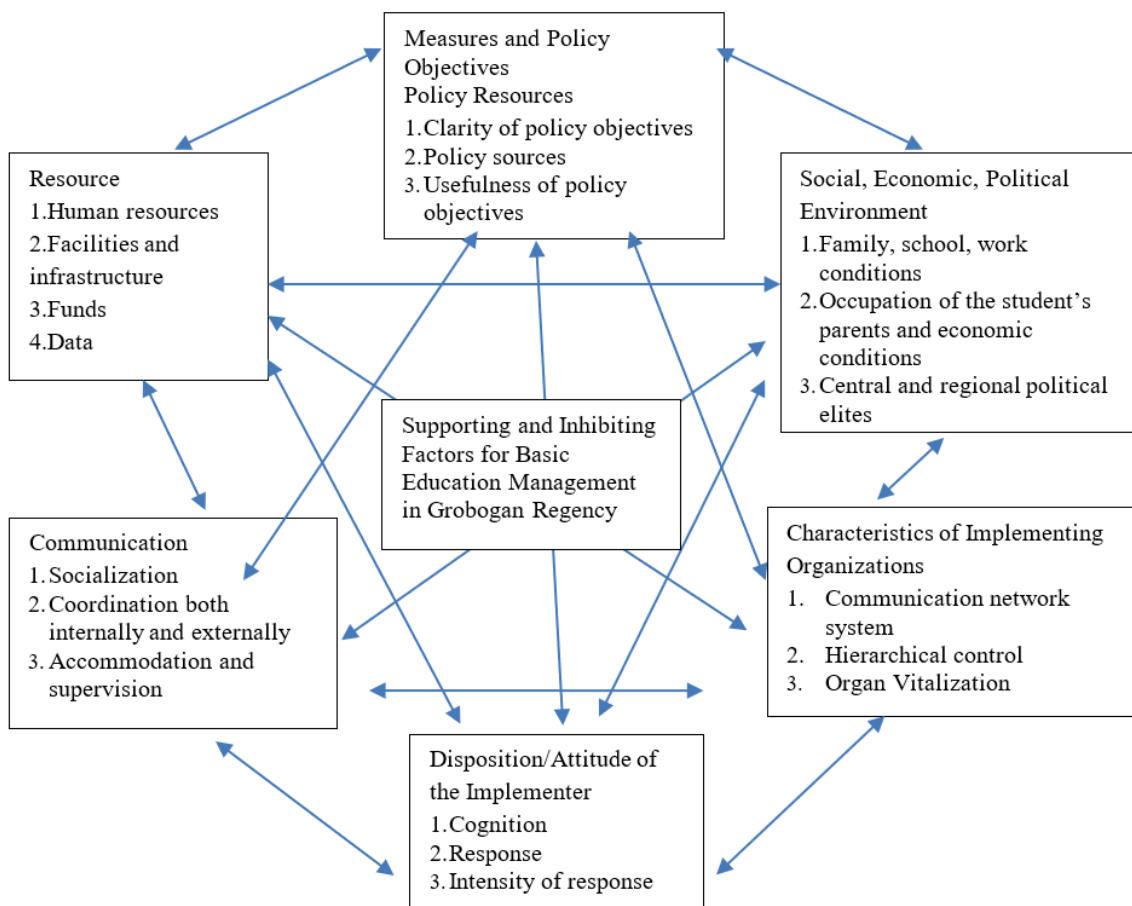 Measures and Policy
Objectives
Policy Resources
1.Clarity of policy objectives
2.Policy sources
3.Usefulness of policy
objectives
Resource
1.Human resources
2.Facilities and
infrastructure
3.Funds
4.Data
Social, Economic, Political
Environment
1.Family, school, work
conditions
2.Occupation of the student’s
parents and economic
conditions
3.Central and regional political
elites
Supporting and Inhibiting
Factors for Basic
Education Management
in Grobogan Regency
Communication
1. Socialization
2. Coordination both
internally and externally
3. Accommodation and
supervision
Characteristics of Implementing
Organizations
1. Communication network
system
2. Hierarchical control
3. Organ Vitalization
Disposition/Attitude of
the Implementer
1.Cognition
2.Response
3.Intensity of response